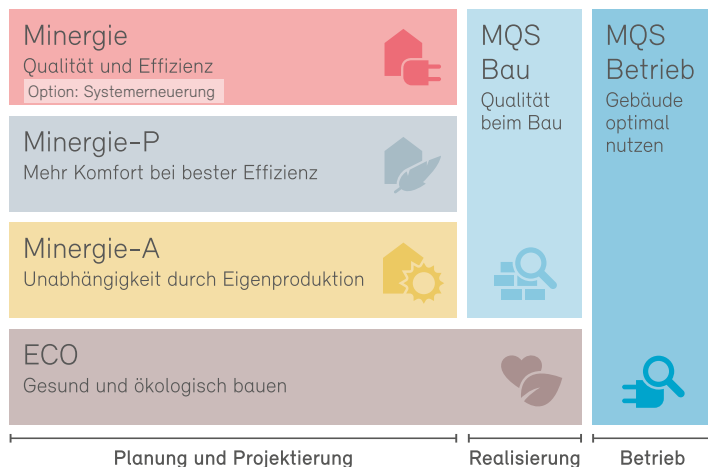 Minergie
Qualität und Effizienz
Option: Systemerneuerung
Minergie-P
Mehr Komfort bei bester Effizienz
Minergie-A
Unabhängigkeit durch Eigenproduktion
ECO
Gesund und ökologisch bauen
MQS
Bau
Qualität
beim Bau
MQS
Betrieb
Gebäude
optimal
nutzen
Planung und Projektierung
Realisierung
Betrieb